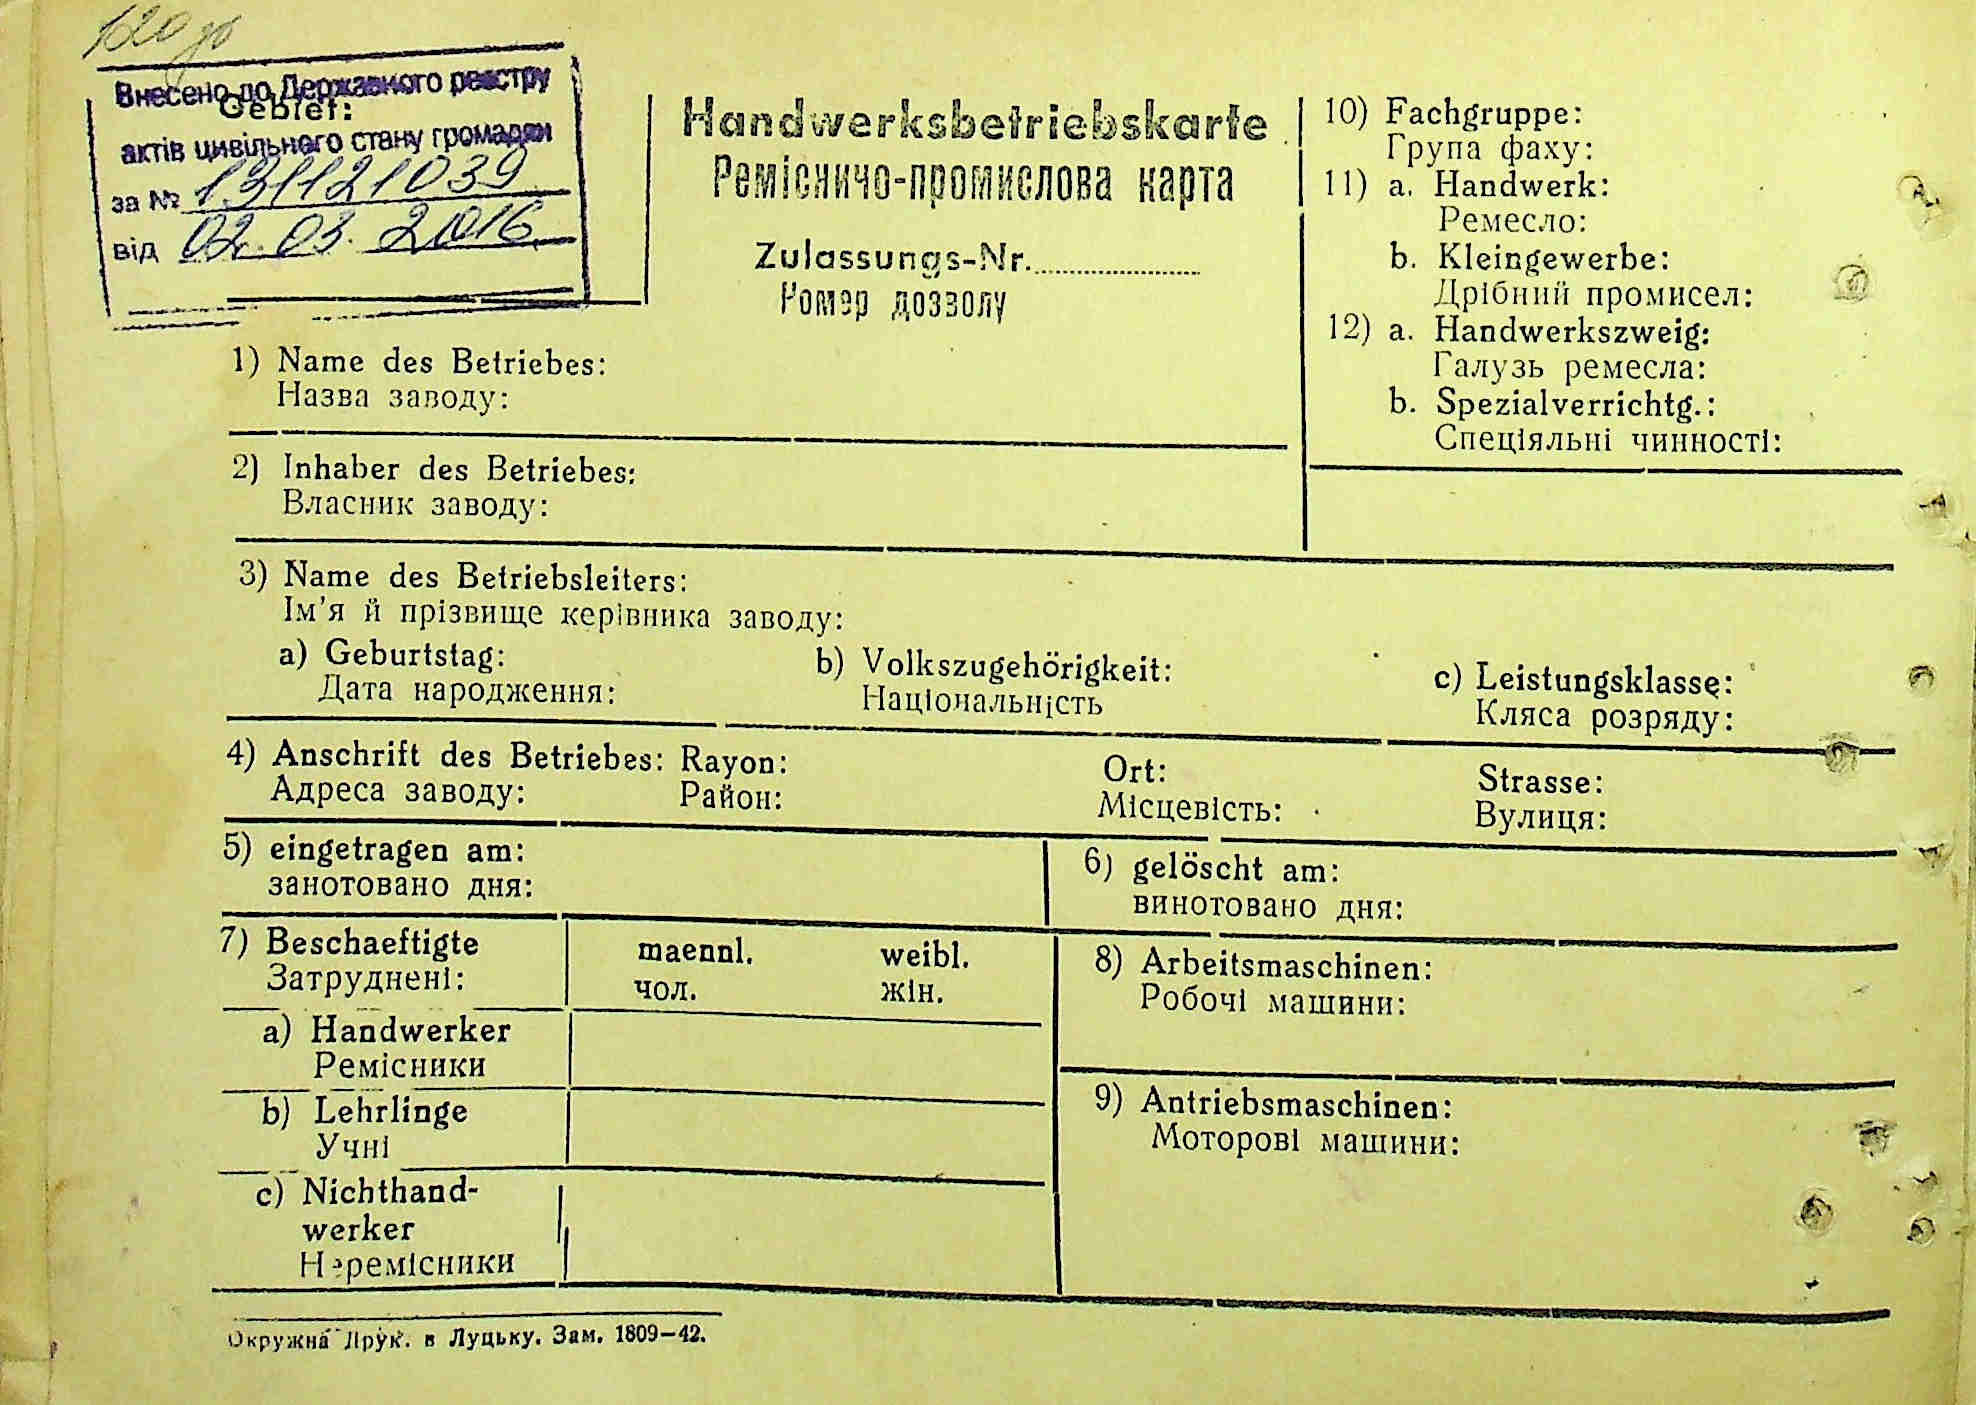 Внесено до Державного реєстру
Gebiet:
актів цивільного стану громадян
за № 131121039
від 02.03.2016
Handwerksbetriebskarte
Ремісничо-промислова карта
Zulassungs-Nr.
Номер дозволу
10) Fachgruppe:
Група фаху:
11) a. Handwerk:
Ремесло:
b. Kleingewerbe:
Дрібний промисел:
12) a. Handwerkszweig:
Галузь ремесла:
b. Spezialverrichtg.:
Спеціяльні чинності:
1) Name des Betriebes:
Назва заводу:
2) Inhaber des Betriebes:
Власник заводу:
3) Name des Betriebsleiters:
Ім’я й прізвище керівника заводу:
a) Geburtstag:
Дата народження:
b) Volkszugehörigkeit:
Національність
c) Leistungsklasse:
Кляса розряду:
4) Anschrift des Betriebes: Rayon:
Адреса заводу: Район:
Ort:
Місцевість:
Strasse:
Вулиця:
5) eingetragen am:
занотовано дня:
6) gelöscht am:
винотовано дня:
7) Beschaeftigte maennl. weibl.
Затруднені: чол. жін.
a) Handwerker
Ремісники
b) Lehrlinge
Учні
c) Nichthand-
werker
Неремісники
8) Arbeitsmaschinen:
Робочі машини:
9) Antriebsmaschinen:
Моторові машини:
Окружна Друк. в Луцьку. Зам. 1809—42.